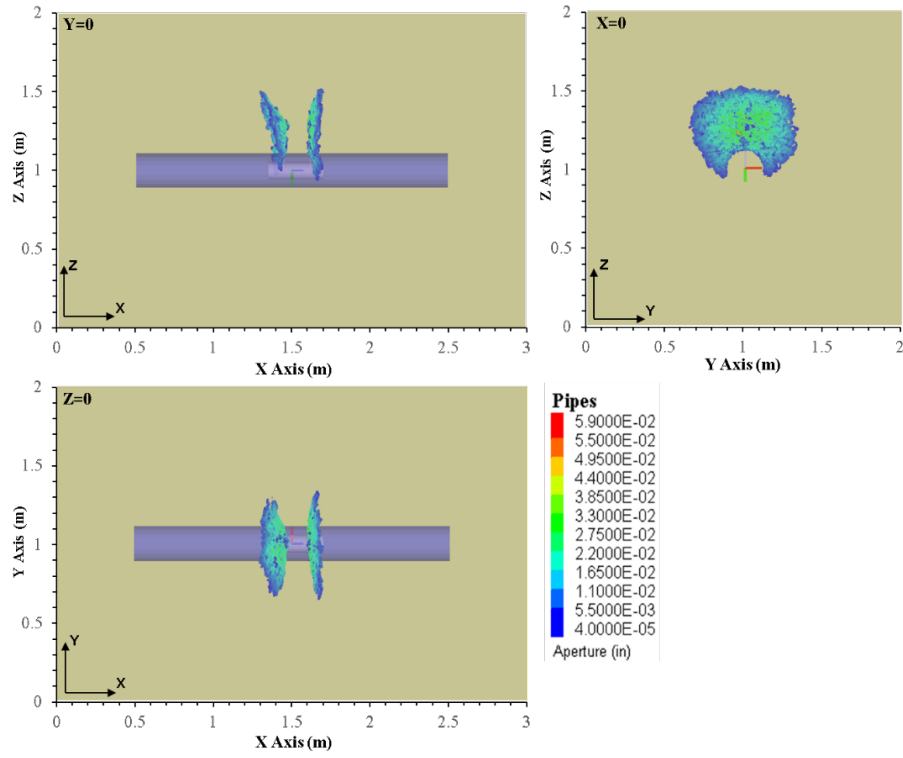 Y=0
2
1.5
1
0.5
0
Z Axis (m)
Z
X
0
0.5
1
1.5
2
2.5
3
X Axis (m)
X=0
2
1.5
1
0.5
0
Z Axis (m)
Z
Y
0
0.5
1
1.5
2
Y Axis (m)
Z=0
2
1.5
1
0.5
0
Y Axis (m)
Y
X
0
0.5
1
1.5
2
2.5
3
X Axis (m)
Pipes
5.9000E-02
5.5000E-02
4.9500E-02
4.4000E-02
3.8500E-02
3.3000E-02
2.7500E-02
2.2000E-02
1.6500E-02
1.1000E-02
5.5000E-03
4.0000E-05
Aperture (in)